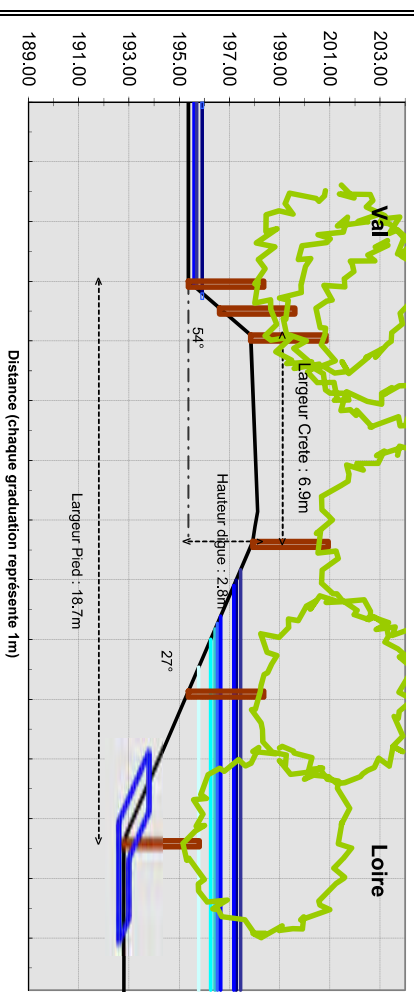 203.00
201.00
199.00
197.00
195.00
193.00
191.00
189.00
Val
Loire
Largeur Crete : 6.9m
Hauteur digue : 2.8m
54°
27°
Largeur Pied : 18.7m
Distance (chaque graduation représente 1m)